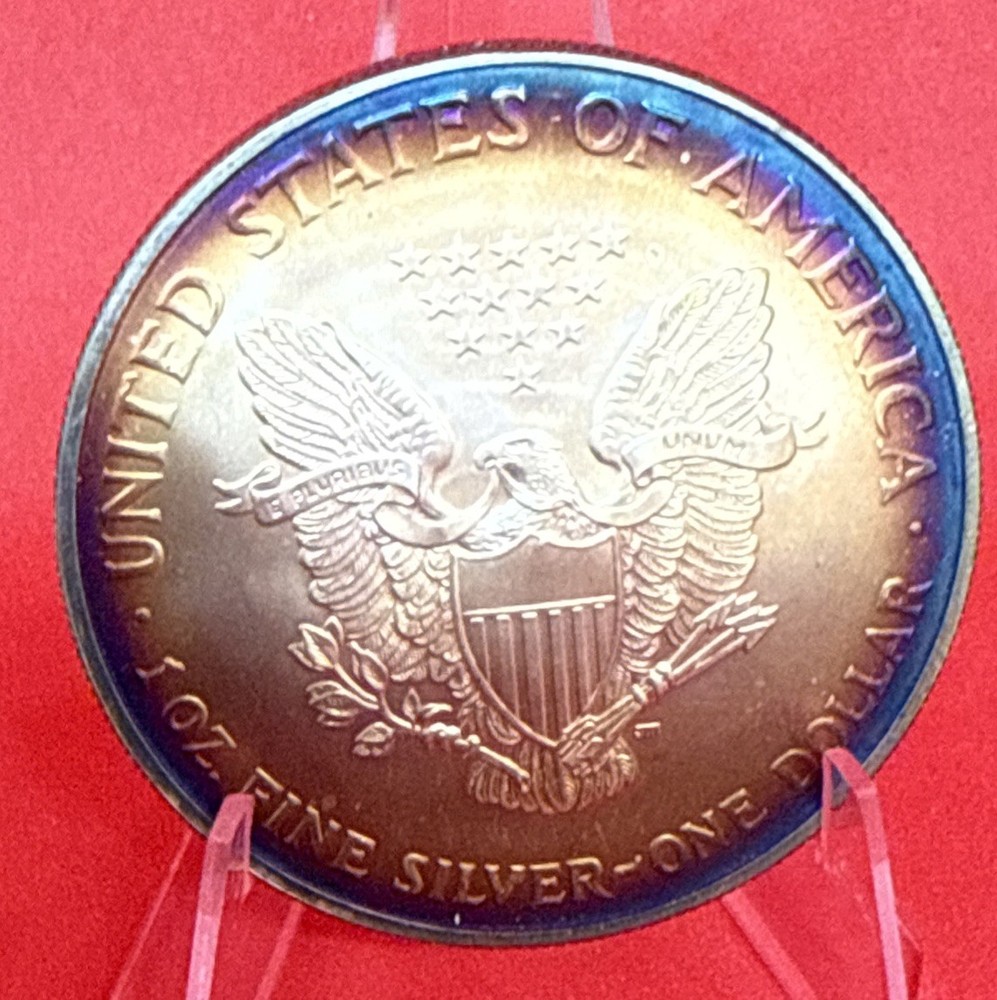 UNITED STATES OF AMERICA
E PLURIBUS
UNUM
1 OZ. FINE SILVER~ONE DOLLAR